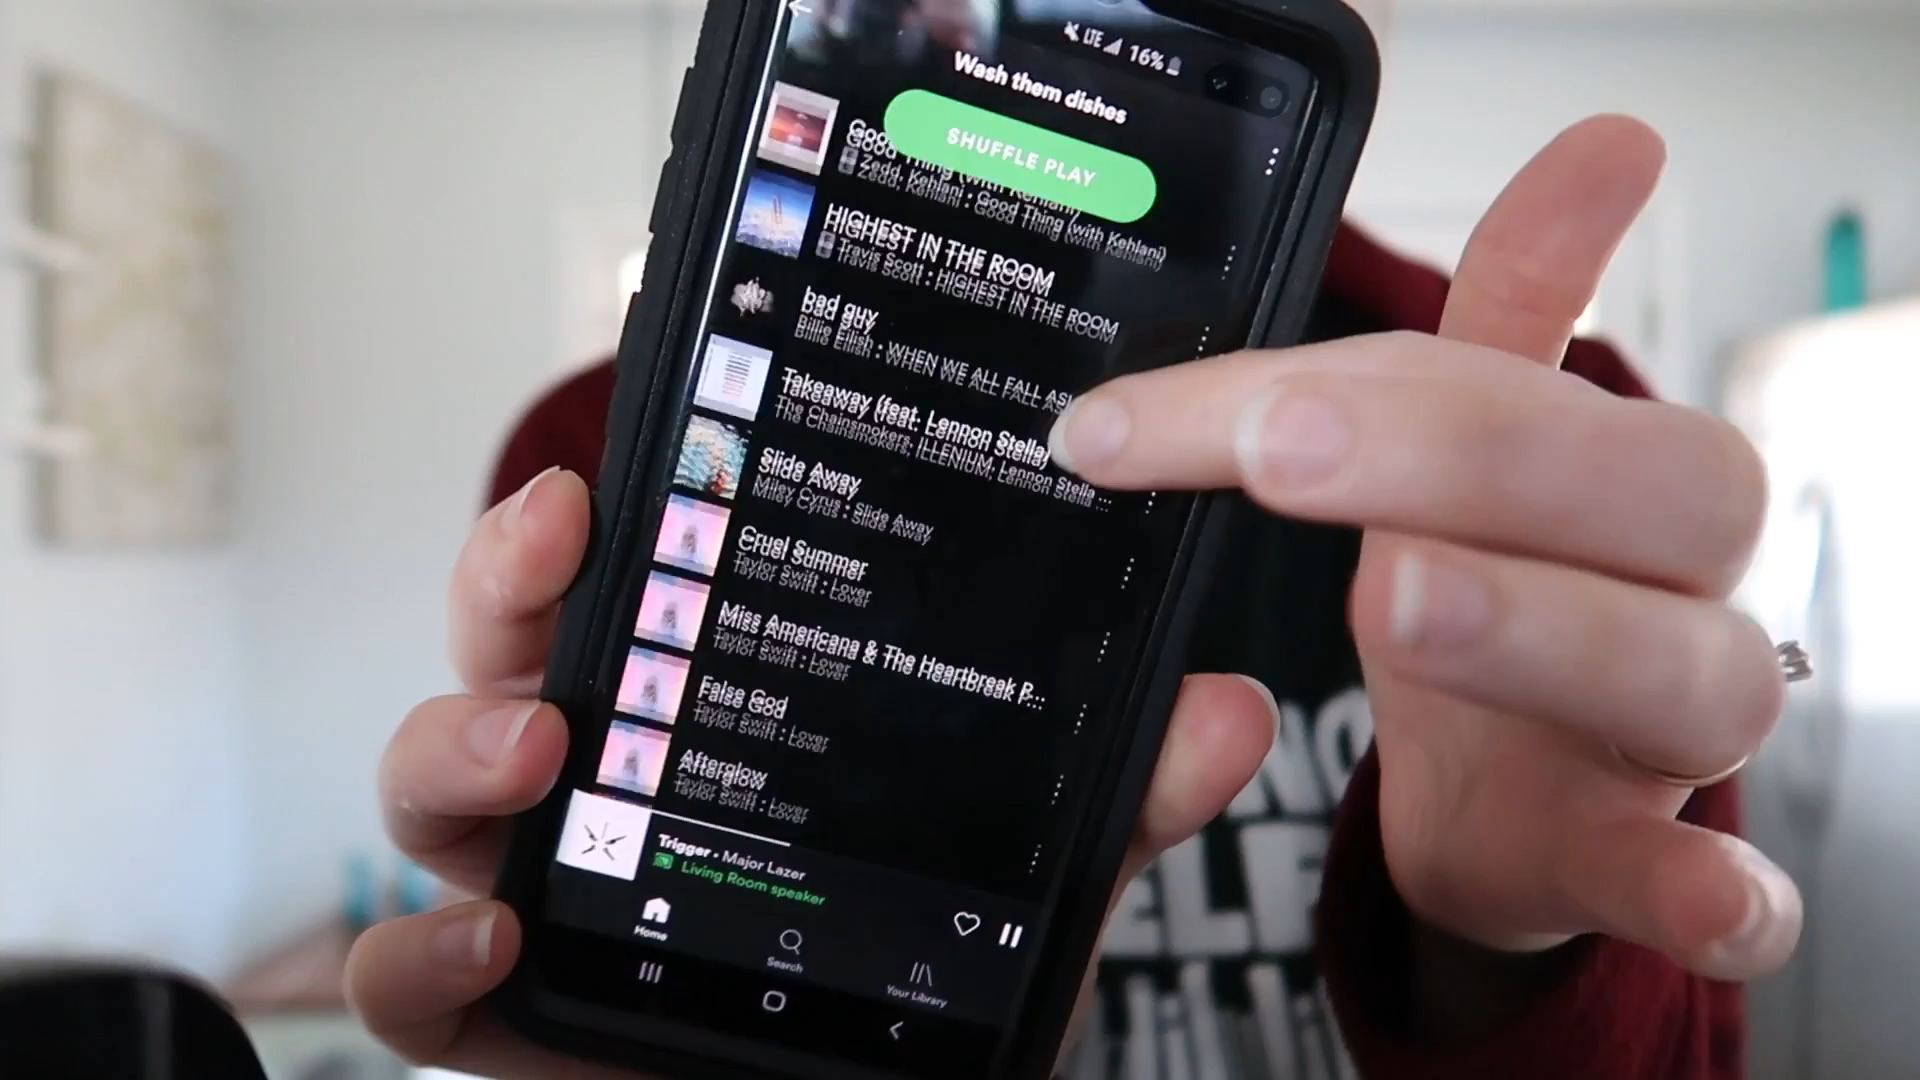 LTE 16%
Wash them dishes
SHUFFLE PLAY
Good Thing (with Kehlani)
Zedd, Kehlani • Good Thing (with Kehlani)
HIGHEST IN THE ROOM
Travis Scott • HIGHEST IN THE ROOM
bad guy
Billie Eilish • WHEN WE ALL FALL ASL
Takeaway (feat. Lennon Stella)
The Chainsmokers, ILLENIUM, Lennon Stella ...
Slide Away
Miley Cyrus • Slide Away
Cruel Summer
Taylor Swift • Lover
Miss Americana & The Heartbreak P...
Taylor Swift • Lover
False God
Taylor Swift • Lover
Afterglow
Taylor Swift • Lover
Trigger • Major Lazer
Living Room speaker
Home
Search
Your Library